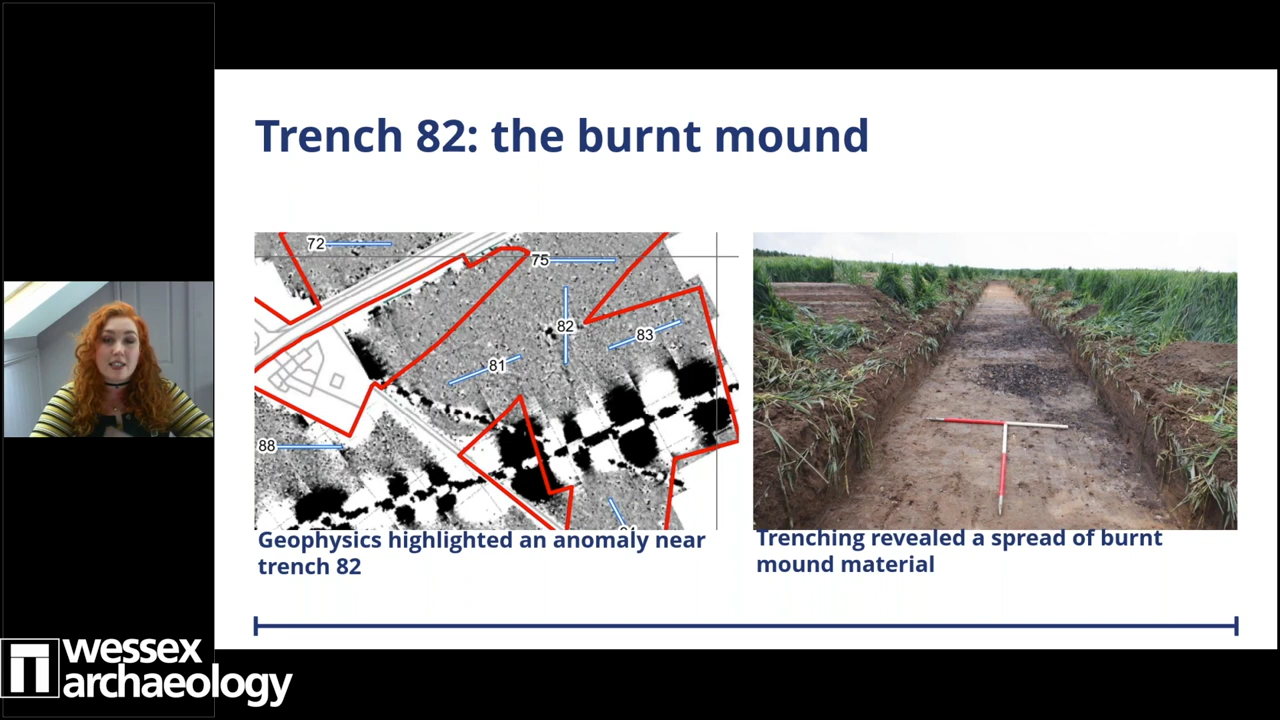 Trench 82: the burnt mound
72
75
82
83
81
88
Geophysics highlighted an anomaly near
trench 82
Trenching revealed a spread of burnt
mound material
wessex
archaeology